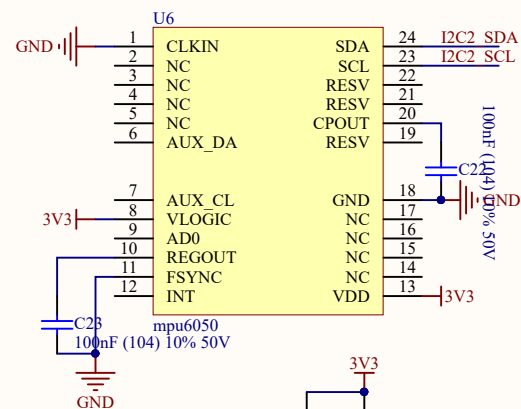 U6
GND
1 CLKIN SDA 24 I2C2_SDA
2 NC SCL 23 I2C2_SCL
3 NC RESV 22
4 NC RESV 21
5 NC CPOUT 20
6 AUX_DA RESV 19
C22
100nF (104) 10% 50V
7 AUX_CL GND 18 GND
3V3 8 VLOGIC NC 17
9 AD0 NC 16
10 REGOUT NC 15
11 FSYNC NC 14
12 INT VDD 13 3V3
C23
mpu6050
100nF (104) 10% 50V
3V3
GND